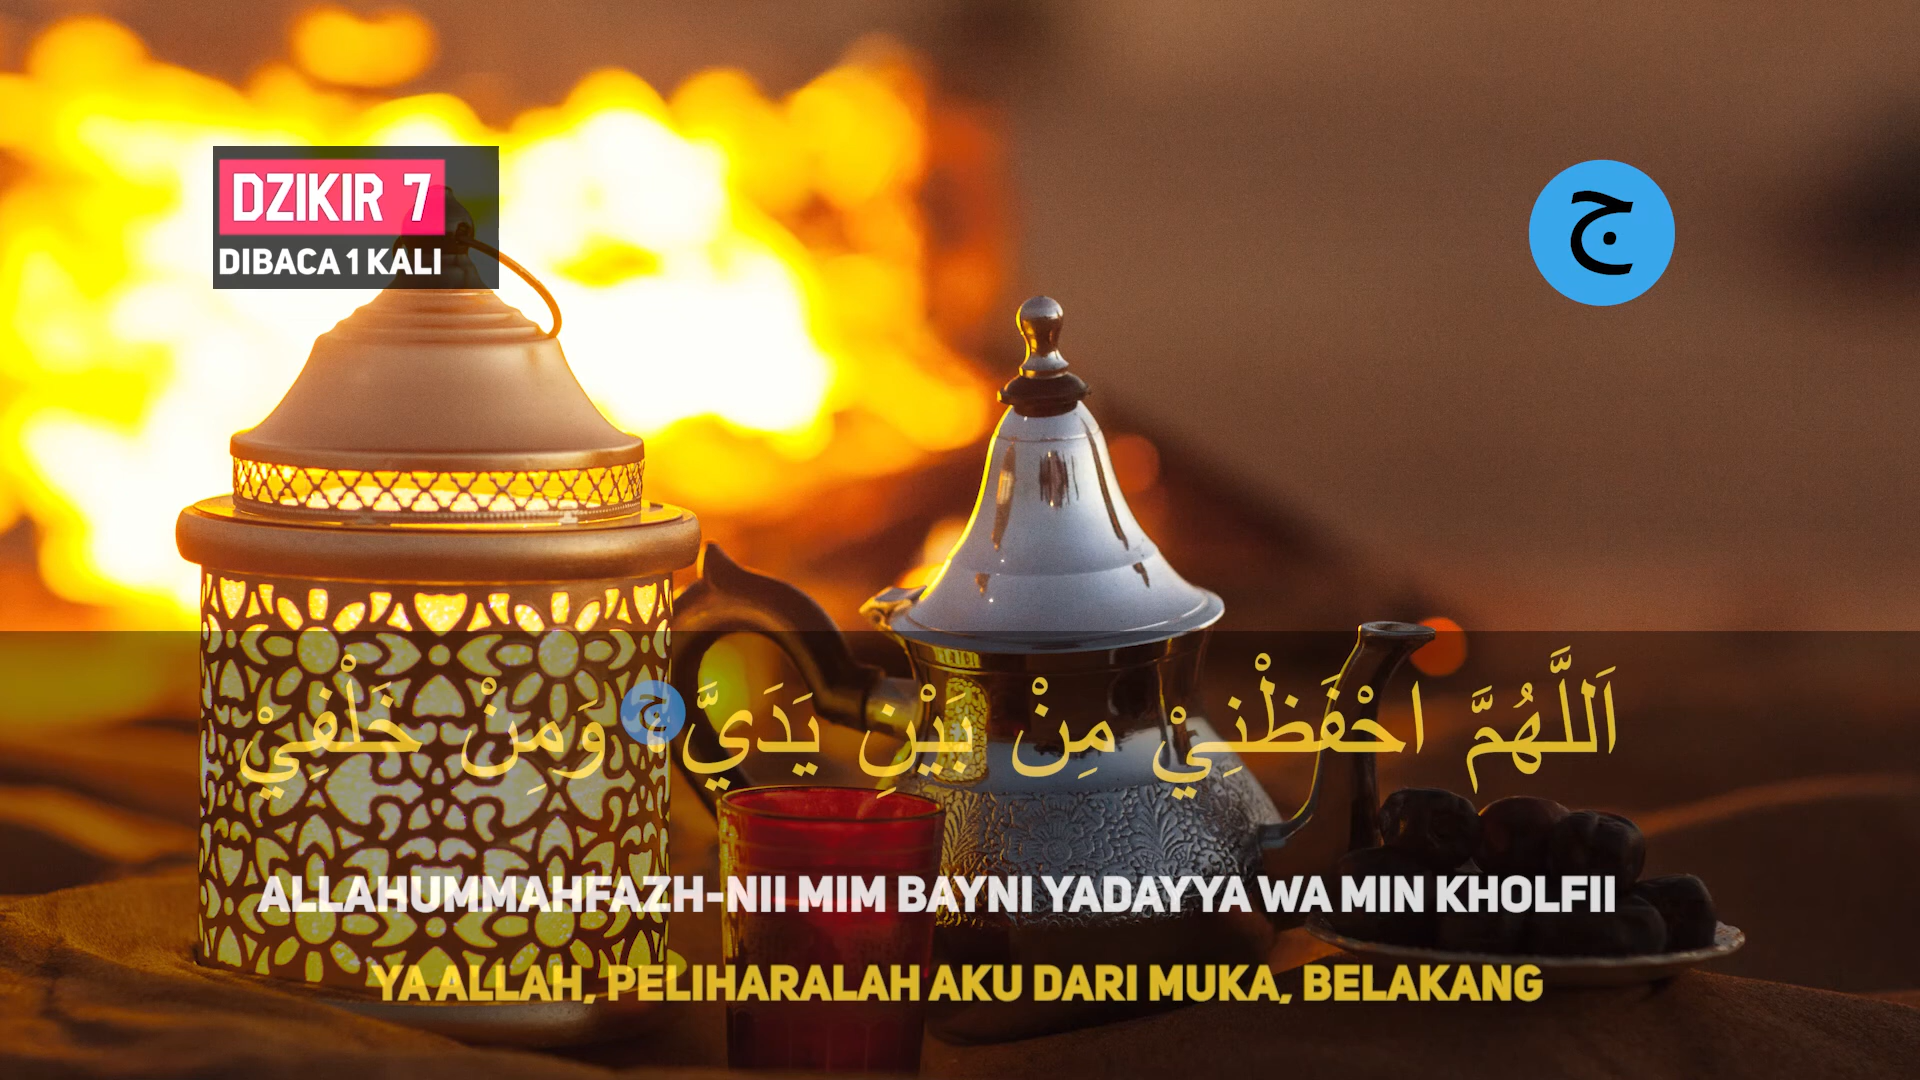 DZIKIR 7
DIBACA 1 KALI
ج
اَللَّهُمَّ احْفَظْنِيْ مِنْ بَيْنِ يَدَيَّ، ج وَمِنْ خَلْفِيْ
ALLAHUMMAHFAZH-NII MIM BAYNI YADAYYA WA MIN KHOLFII
YA ALLAH, PELIHARALAH AKU DARI MUKA, BELAKANG